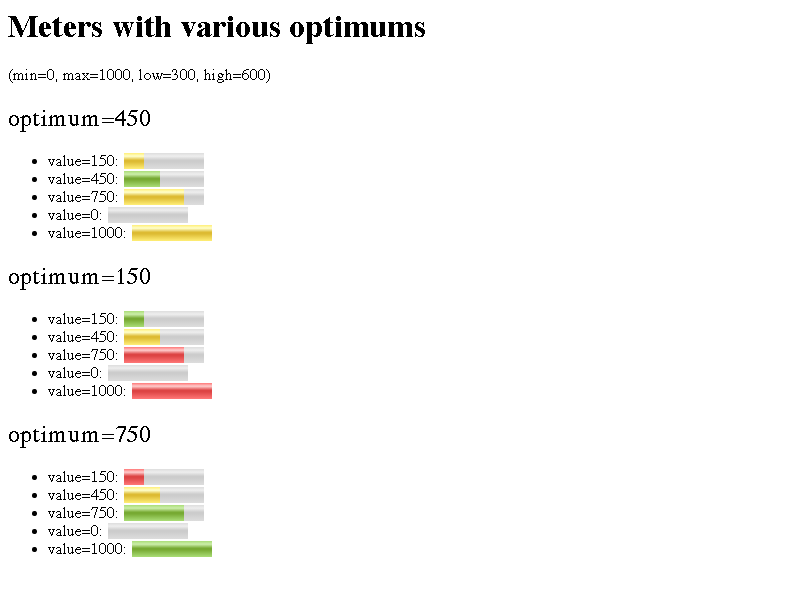 Meters with various optimums
(min=0, max=1000, low=300, high=600)
optimum=450
value=150:
value=450:
value=750:
value=0:
value=1000:
optimum=150
value=150:
value=450:
value=750:
value=0:
value=1000:
optimum=750
value=150:
value=450:
value=750:
value=0:
value=1000: